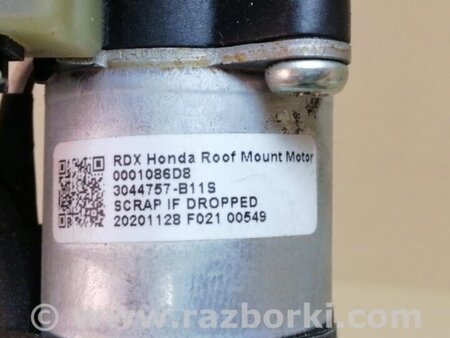 RDX Honda Roof Mount Motor
0001086D8
3044757-B11S
SCRAP IF DROPPED
20201128 F021 00549
© www.razborki.com